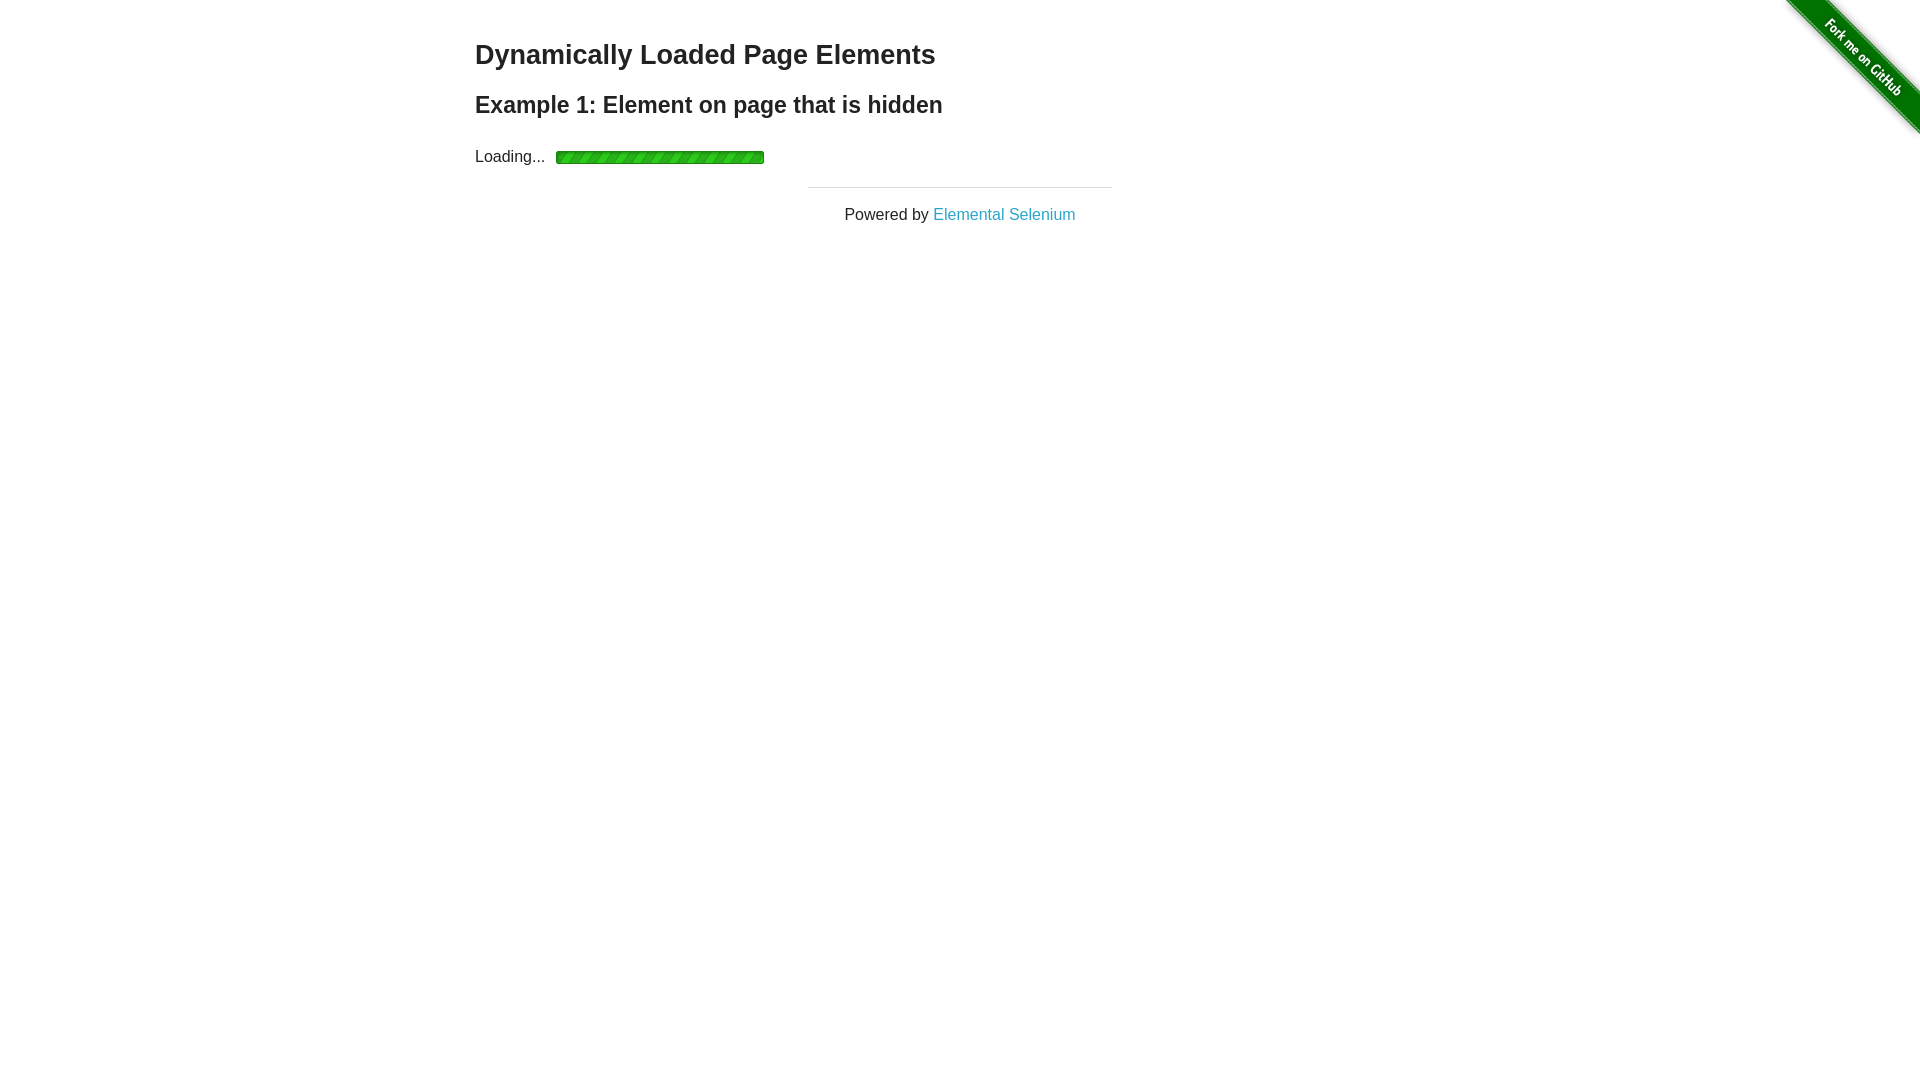 Fork me on GitHub
Dynamically Loaded Page Elements
Example 1: Element on page that is hidden
Loading...
Powered by Elemental Selenium